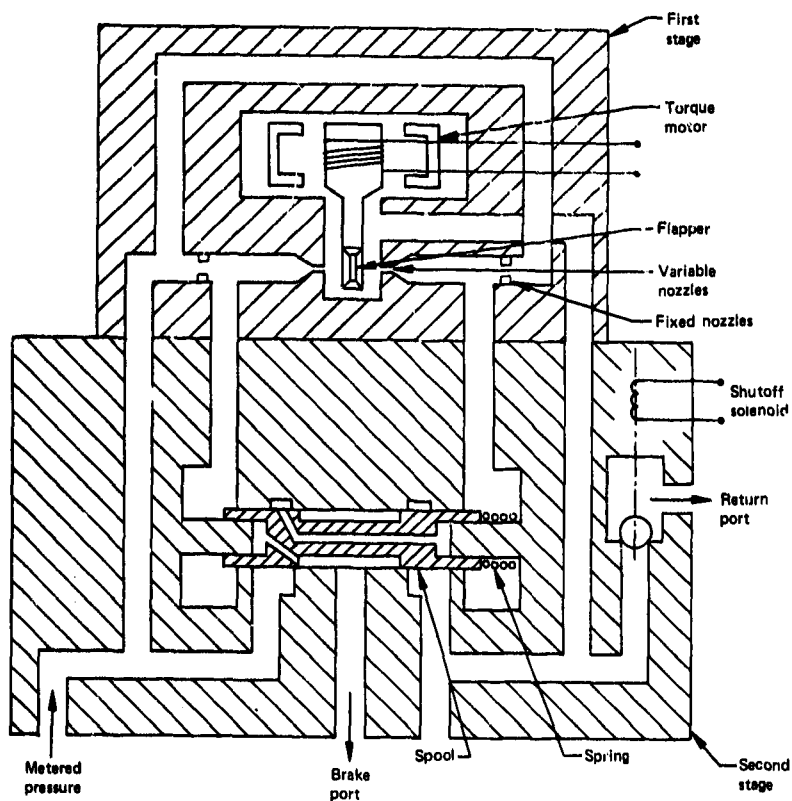 First
stage
Torque
motor
Flapper
Variable
nozzles
Fixed nozzles
Shutoff
solenoid
Return
port
Metered
pressure
Brake
port
Spool
Spring
Second
stage